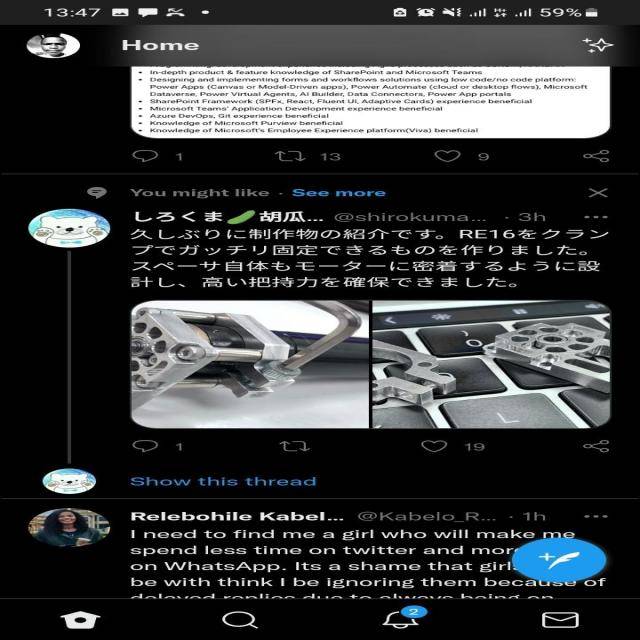 13:47
59%
Home
• In-depth product & feature knowledge of SharePoint and Microsoft Teams
• Designing and implementing forms and workflows solutions using low code/no code platform:
Power Apps (Canvas or Model-driven apps), Power Automate (cloud or desktop flows), Microsoft
Dataverse, Power Virtual Agents, AI Builder, Data Connectors, Power App portals
• SharePoint Framework (SPFx, React, Fluent UI, Adaptive Cards) experience beneficial
• Microsoft Teams' Application Development experience beneficial
• Azure DevOps, Git experience beneficial
• Knowledge of Microsoft Purview beneficial
• Knowledge of Microsoft's Employee Experience platform(Viva) beneficial
1 13 9
You might like · See more
しろくま🥒胡瓜... @shirokuma... · 3h
久しぶりに制作物の紹介です。RE16をクラン
プでガッチリ固定できるものを作りました。
スペーサ自体もモーターに密着するように設
計し、高い把持力を確保できました。
L
1 19
Show this thread
Relebohile Kabel... @Kabelo_R... · 1h
I need to find me a girl who will make me
spend less time on twitter and more
on WhatsApp. Its a shame that girl
be with think I be ignoring them because of
delayed replies due to always being on
2